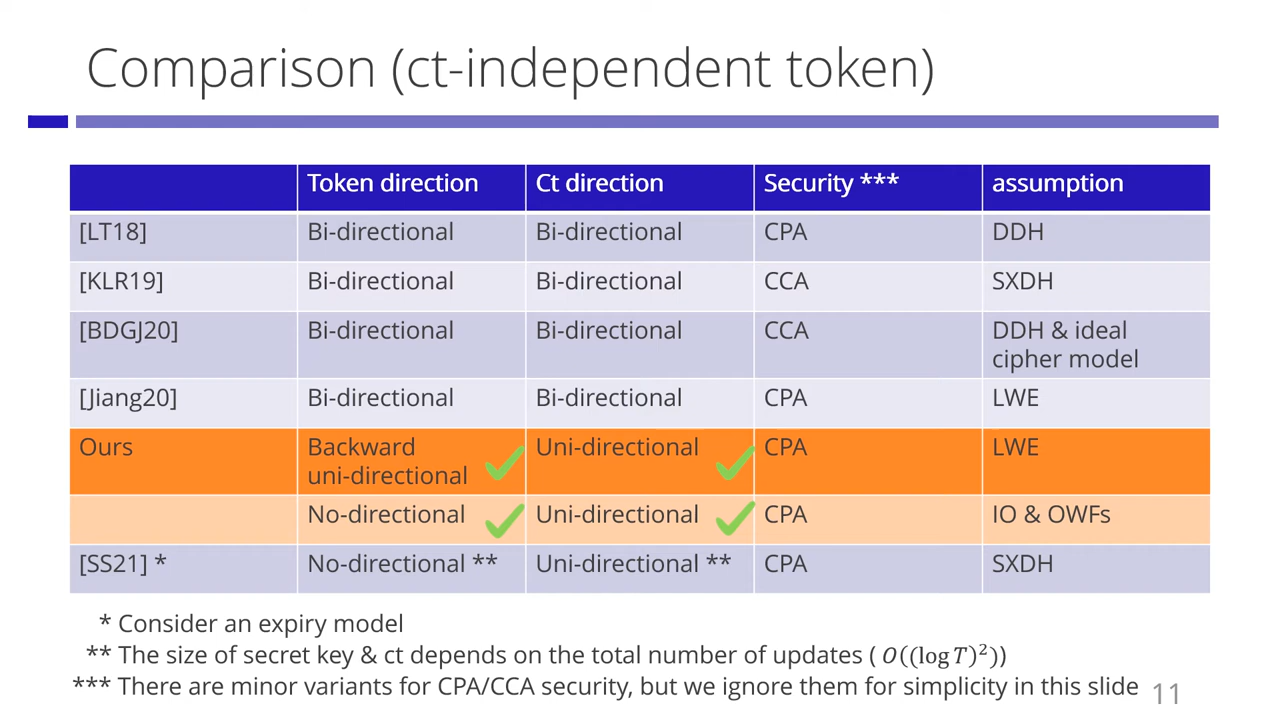 Comparison (ct-independent token)
Token direction Ct direction Security *** assumption
[LT18] Bi-directional Bi-directional CPA DDH
[KLR19] Bi-directional Bi-directional CCA SXDH
[BDGJ20] Bi-directional Bi-directional CCA DDH & ideal
cipher model
[Jiang20] Bi-directional Bi-directional CPA LWE
Ours Backward Uni-directional CPA LWE
uni-directional
No-directional Uni-directional CPA IO & OWFs
[SS21] * No-directional ** Uni-directional ** CPA SXDH
* Consider an expiry model
** The size of secret key & ct depends on the total number of updates ( O((log T)²))
*** There are minor variants for CPA/CCA security, but we ignore them for simplicity in this slide
11